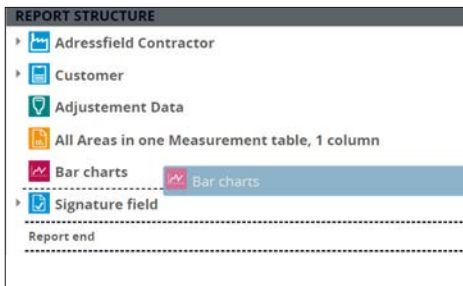 REPORT STRUCTURE
Adressfield Contractor
Customer
Adjustement Data
All Areas in one Measurement table, 1 column
Bar charts
Bar charts
Signature field
Report end